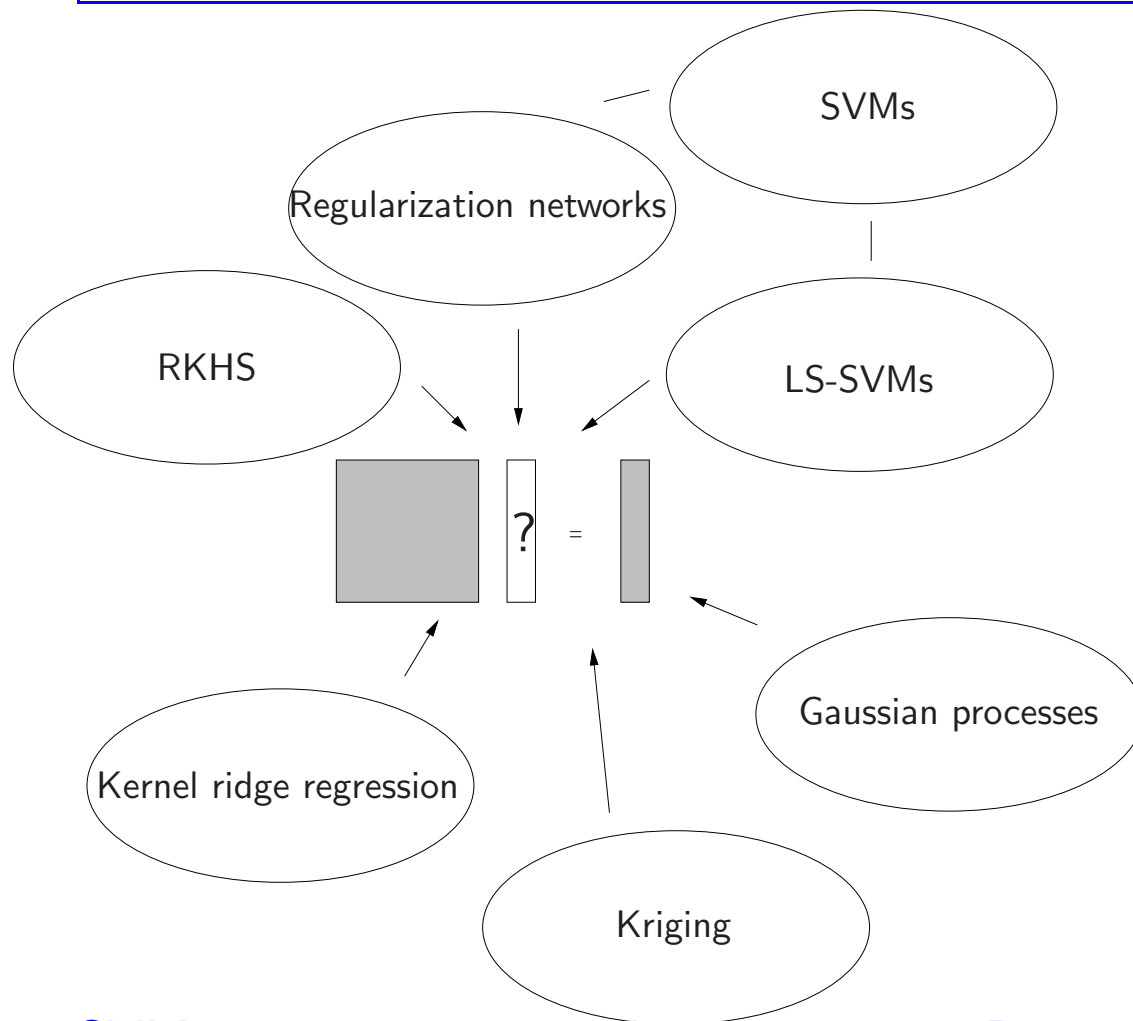 SVMs
Regularization networks
RKHS
LS-SVMs
? =
Gaussian processes
Kernel ridge regression
Kriging